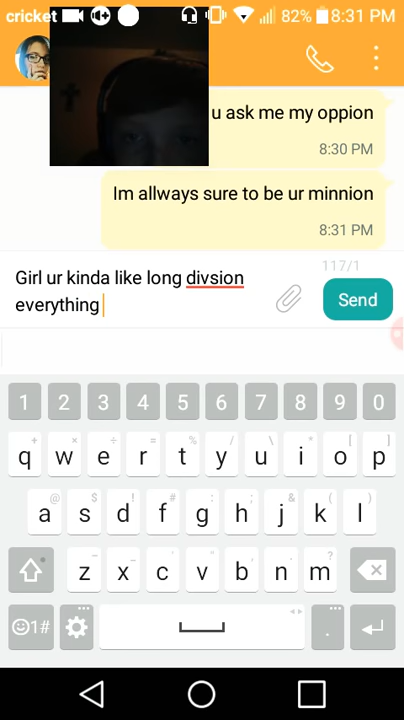 cricket 82% 8:31 PM
u ask me my oppion
8:30 PM
Im allways sure to be ur minnion
8:31 PM
117/1
Girl ur kinda like long divsion
everything
Send
1 2 3 4 5 6 7 8 9 0
+ × ÷ = % / \ * [ ]
q w e r t y u i o p
@ $ ! # : ; & ( )
a s d f g h j k l
- ' " , ?
z x c v b n m
1# .